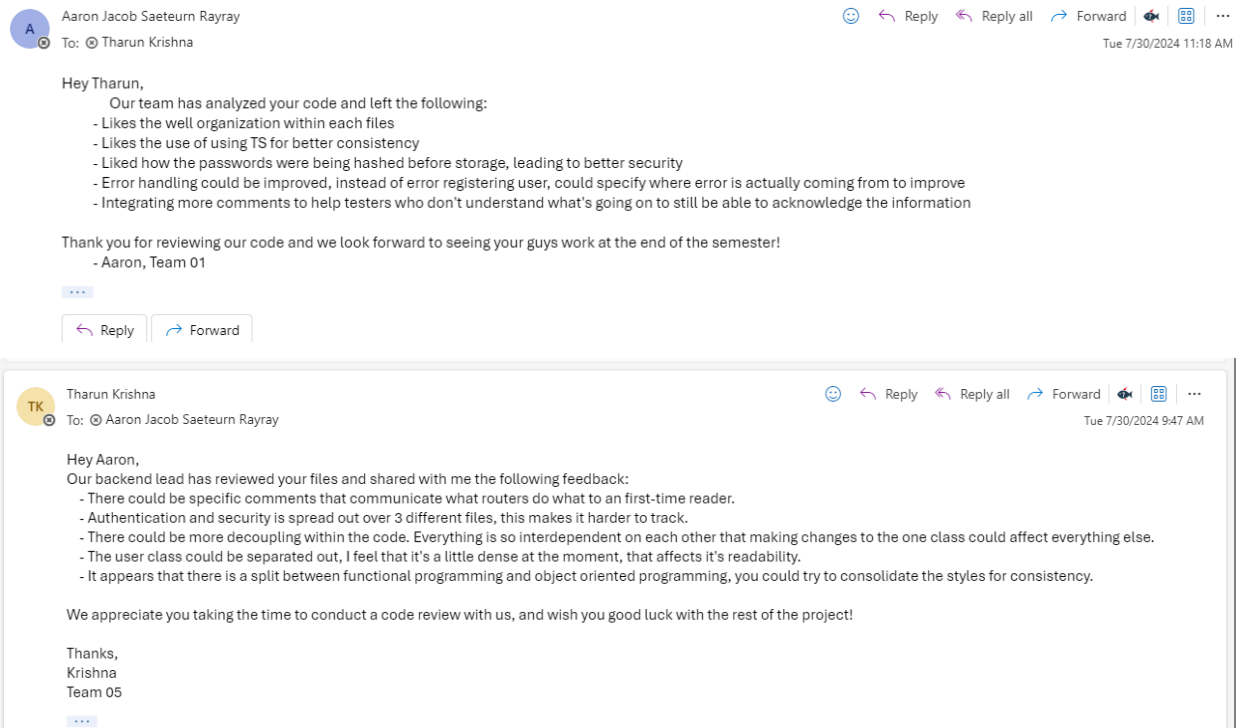 Aaron Jacob Saeteurn Rayray
Reply Reply all Forward
A
To: Tharun Krishna
Tue 7/30/2024 11:18 AM
Hey Tharun,
Our team has analyzed your code and left the following:
- Likes the well organization within each files
- Likes the use of using TS for better consistency
- Liked how the passwords were being hashed before storage, leading to better security
- Error handling could be improved, instead of error registering user, could specify where error is actually coming from to improve
- Integrating more comments to help testers who don't understand what's going on to still be able to acknowledge the information
Thank you for reviewing our code and we look forward to seeing your guys work at the end of the semester!
- Aaron, Team 01
...
Reply Forward
Tharun Krishna
Reply Reply all Forward
TK
To: Aaron Jacob Saeteurn Rayray
Tue 7/30/2024 9:47 AM
Hey Aaron,
Our backend lead has reviewed your files and shared with me the following feedback:
- There could be specific comments that communicate what routers do what to an first-time reader.
- Authentication and security is spread out over 3 different files, this makes it harder to track.
- There could be more decoupling within the code. Everything is so interdependent on each other that making changes to the one class could affect everything else.
- The user class could be separated out, I feel that it's a little dense at the moment, that affects it's readability.
- It appears that there is a split between functional programming and object oriented programming, you could try to consolidate the styles for consistency.
We appreciate you taking the time to conduct a code review with us, and wish you good luck with the rest of the project!
Thanks,
Krishna
Team 05
...